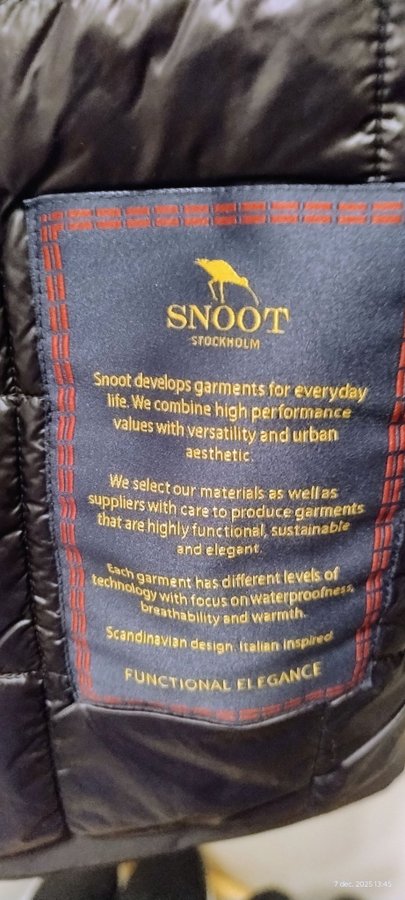 SNOOT
STOCKHOLM
Snoot develops garments for everyday
life. We combine high performance
values with versatility and urban
aesthetic.
We select our materials as well as
suppliers with care to produce garments
that are highly functional, sustainable
and elegant.
Each garment has different levels of
technology with focus on waterproofness,
breathability and warmth.
Scandinavian design. Italian inspired
FUNCTIONAL ELEGANCE
7 dec. 2025 13:45